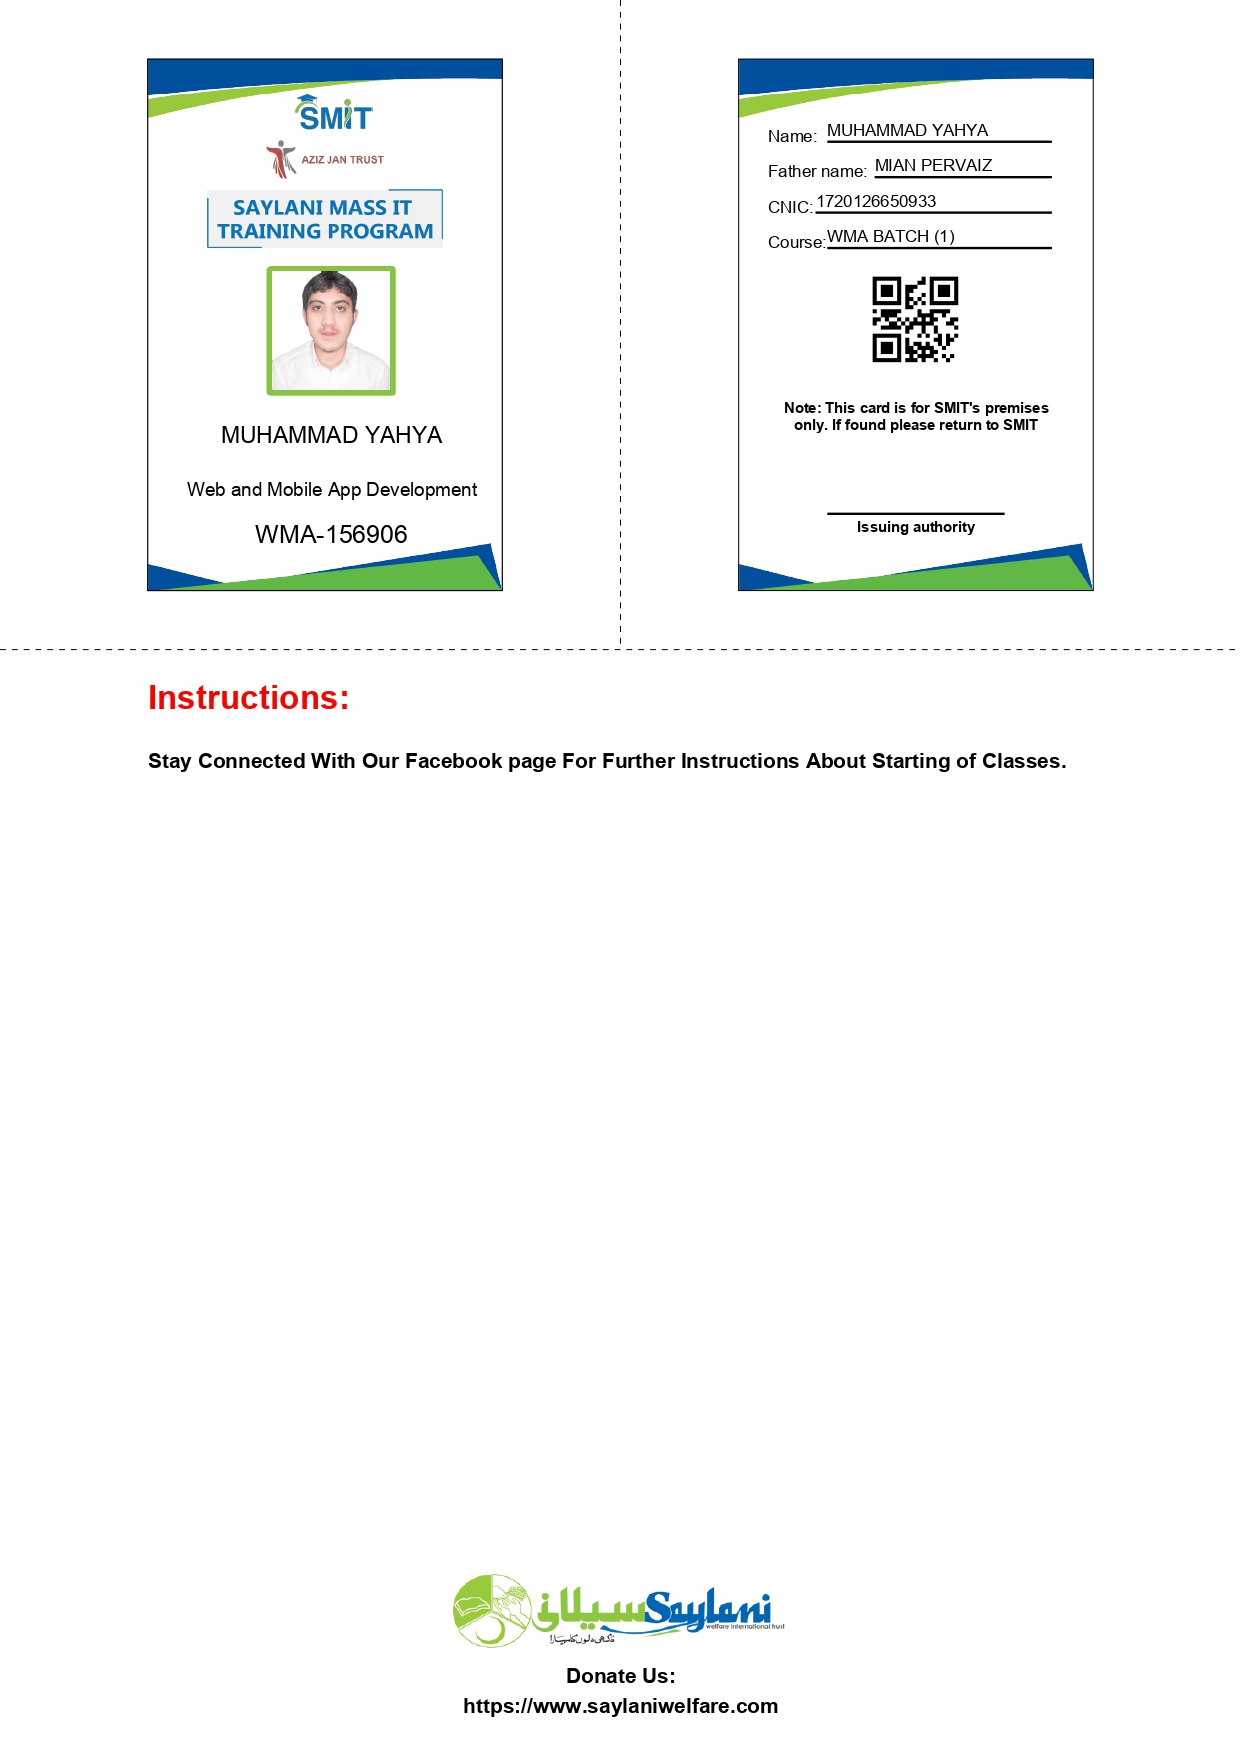 SMIT
AZIZ JAN TRUST
SAYLANI MASS IT
TRAINING PROGRAM
MUHAMMAD YAHYA
Web and Mobile App Development
WMA-156906
Name: MUHAMMAD YAHYA
Father name: MIAN PERVAIZ
CNIC: 1720126650933
Course: WMA BATCH (1)
Note: This card is for SMIT's premises
only. If found please return to SMIT
Issuing authority
Instructions:
Stay Connected With Our Facebook page For Further Instructions About Starting of Classes.
سیلانی Saylani
welfare international trust
Donate Us:
https://www.saylaniwelfare.com